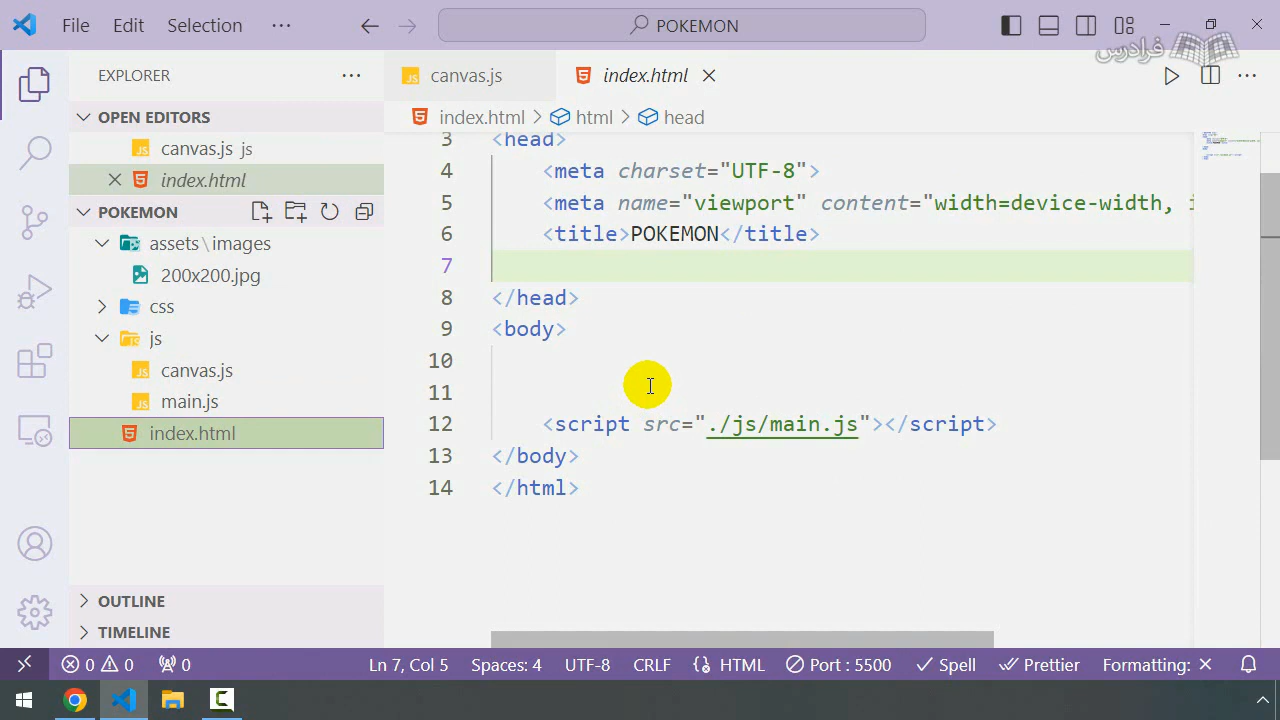 File Edit Selection ··· POKEMON
فرادرس
EXPLORER ···
OPEN EDITORS
canvas.js js
index.html
POKEMON
assets\images
200x200.jpg
css
js
canvas.js
main.js
index.html
OUTLINE
TIMELINE
canvas.js index.html
index.html > html > head
3 <head>
4 <meta charset="UTF-8">
5 <meta name="viewport" content="width=device-width,
6 <title>POKEMON</title>
7
8 </head>
9 <body>
10
11
12 <script src="./js/main.js"></script>
13 </body>
14 </html>
0 0 0 Ln 7, Col 5 Spaces: 4 UTF-8 CRLF HTML Port : 5500 Spell Prettier Formatting: ×